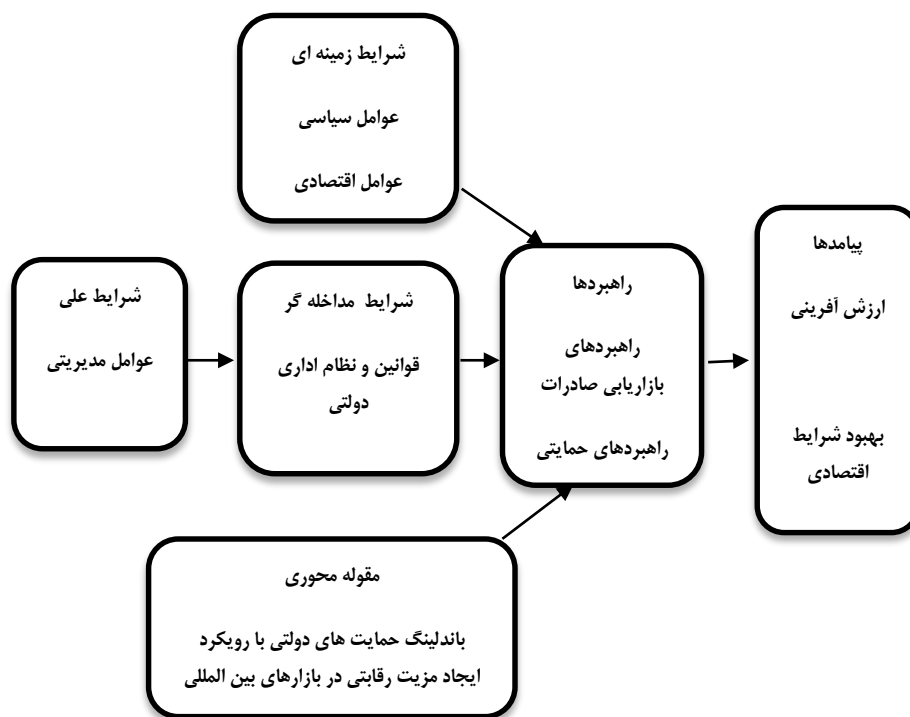 شرایط زمینه ای
عوامل سیاسی
عوامل اقتصادی
شرایط علی
عوامل مدیریتی
شرایط مداخله گر
قوانین و نظام اداری
دولتی
راهبردها
راهبردهای
بازاریابی صادرات
راهبردهای حمایتی
پیامدها
ارزش آفرینی
بهبود شرایط
اقتصادی
مقوله محوری
باندلینگ حمایت های دولتی با رویکرد
ایجاد مزیت رقابتی در بازارهای بین المللی